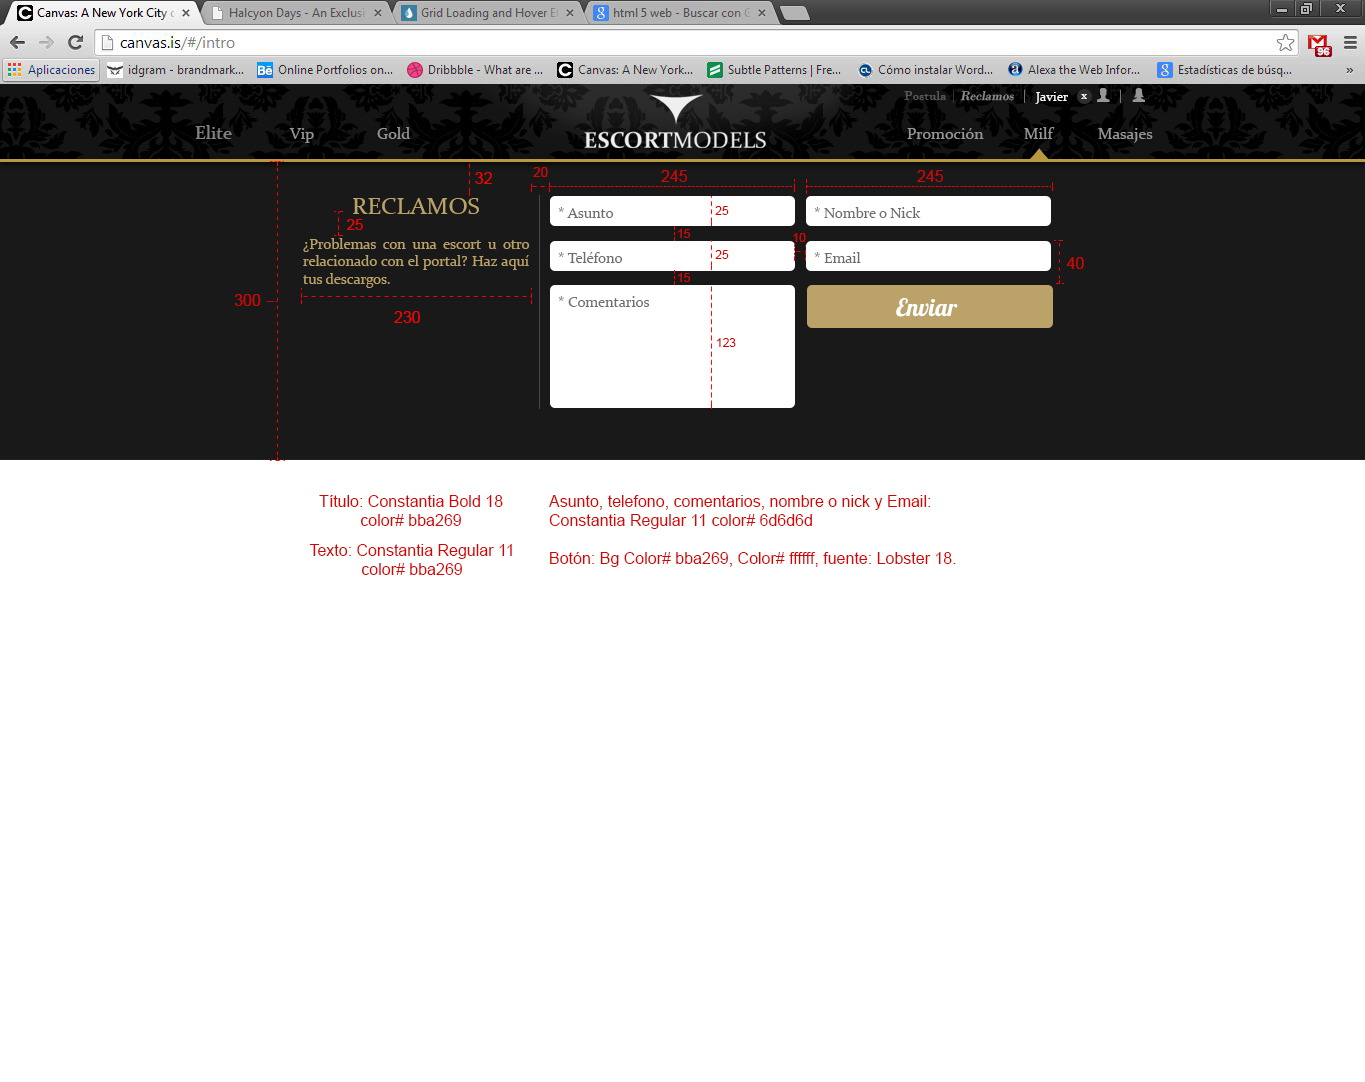 Canvas: A New York City c
Halcyon Days - An Exclusi
Grid Loading and Hover Ef
html 5 web - Buscar con G
canvas.is/#/intro
96
Aplicaciones
idgram - brandmark...
Online Portfolios on...
Dribbble - What are ...
Canvas: A New York...
Subtle Patterns | Fre...
Cómo instalar Word...
Alexa the Web Infor...
Estadísticas de búsq...
»
Postula | Reclamos | Javier x |
Elite Vip Gold ESCORTMODELS Promoción Milf Masajes
32 20 245 245
RECLAMOS
25
* Asunto 25 * Nombre o Nick
15 10
¿Problemas con una escort u otro
relacionado con el portal? Haz aquí
tus descargos.
* Teléfono 25 * Email 40
15
300
230
* Comentarios
123
Enviar
Título: Constantia Bold 18
color# bba269
Texto: Constantia Regular 11
color# bba269
Asunto, telefono, comentarios, nombre o nick y Email:
Constantia Regular 11 color# 6d6d6d
Botón: Bg Color# bba269, Color# ffffff, fuente: Lobster 18.